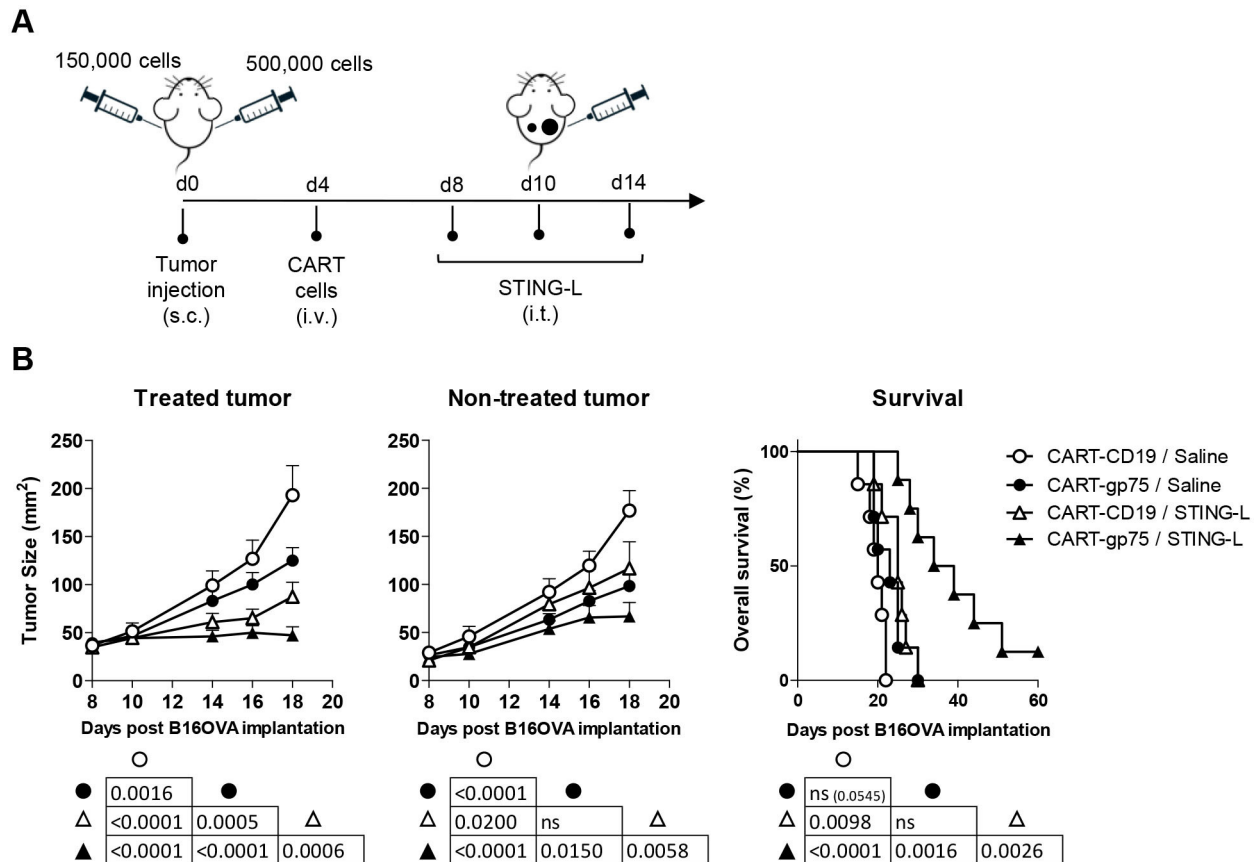 A
150,000 cells
500,000 cells
d0
d4
d8
d10
d14
Tumor
injection
(s.c.)
CART
cells
(i.v.)
STING-L
(i.t.)
B
Treated tumor
Non-treated tumor
Survival
Tumor Size (mm²)
250
200
150
100
50
0
8 10 12 14 16 18 20
Days post B16OVA implantation
250
200
150
100
50
0
8 10 12 14 16 18 20
Days post B16OVA implantation
Overall survival (%)
100
50
0
0 20 40 60
Days post B16OVA implantation
CART-CD19 / Saline
CART-gp75 / Saline
CART-CD19 / STING-L
CART-gp75 / STING-L
0.0016
<0.0001 0.0005
<0.0001 <0.0001 0.0006
<0.0001
0.0200 ns
<0.0001 0.0150 0.0058
ns (0.0545)
0.0098 ns
<0.0001 0.0016 0.0026